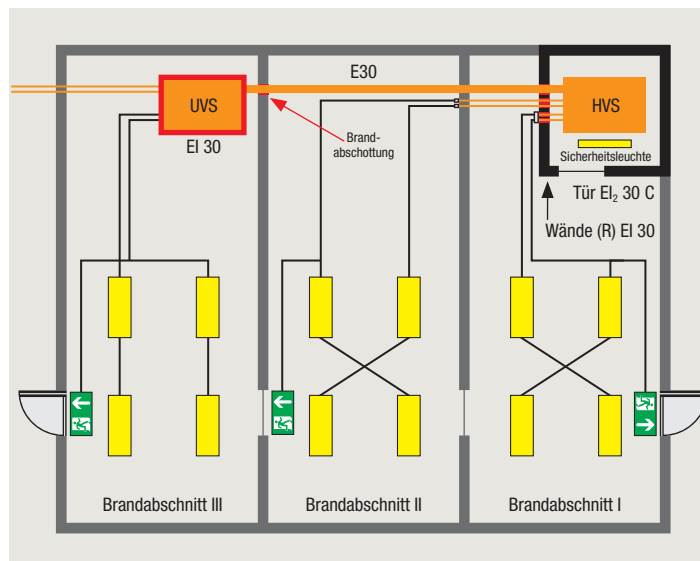 E30
UVS
HVS
EI 30
Brand-
abschottung
Sicherheitsleuchte
Tür EI₂ 30 C
Wände (R) EI 30
Brandabschnitt III
Brandabschnitt II
Brandabschnitt I